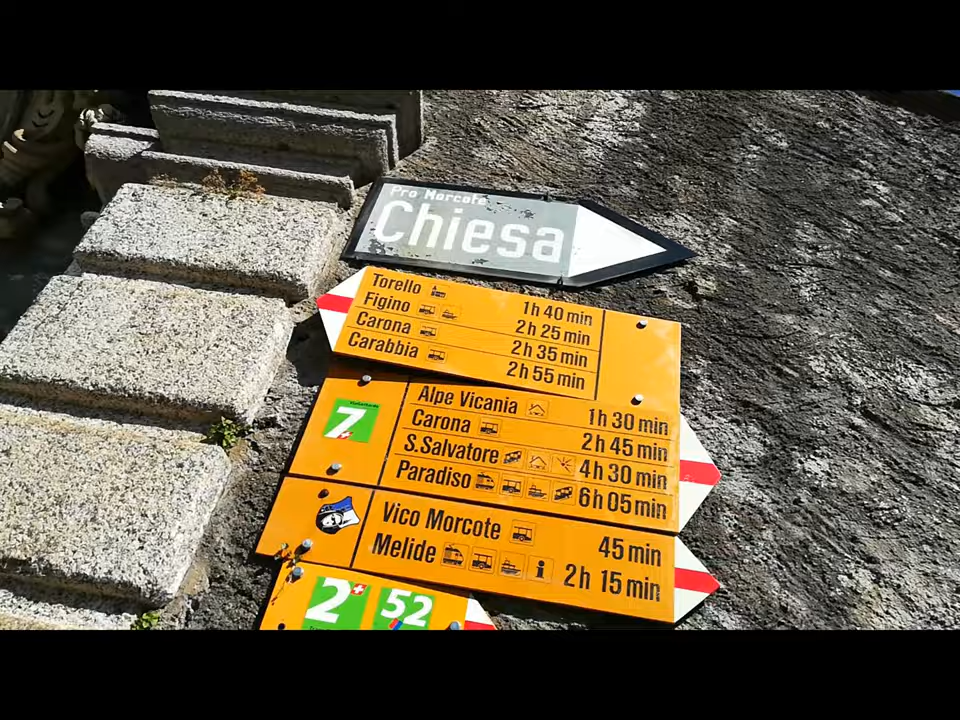 Pro Morcote
Chiesa
Torello 1h 40 min
Figino 2h 25 min
Carona 2h 35 min
Carabbia 2h 55 min
7
Alpe Vicania 1h 30 min
Carona 2h 45 min
S.Salvatore 4h 30 min
Paradiso 6h 05 min
Vico Morcote 45 min
Melide i 2h 15 min
2 52